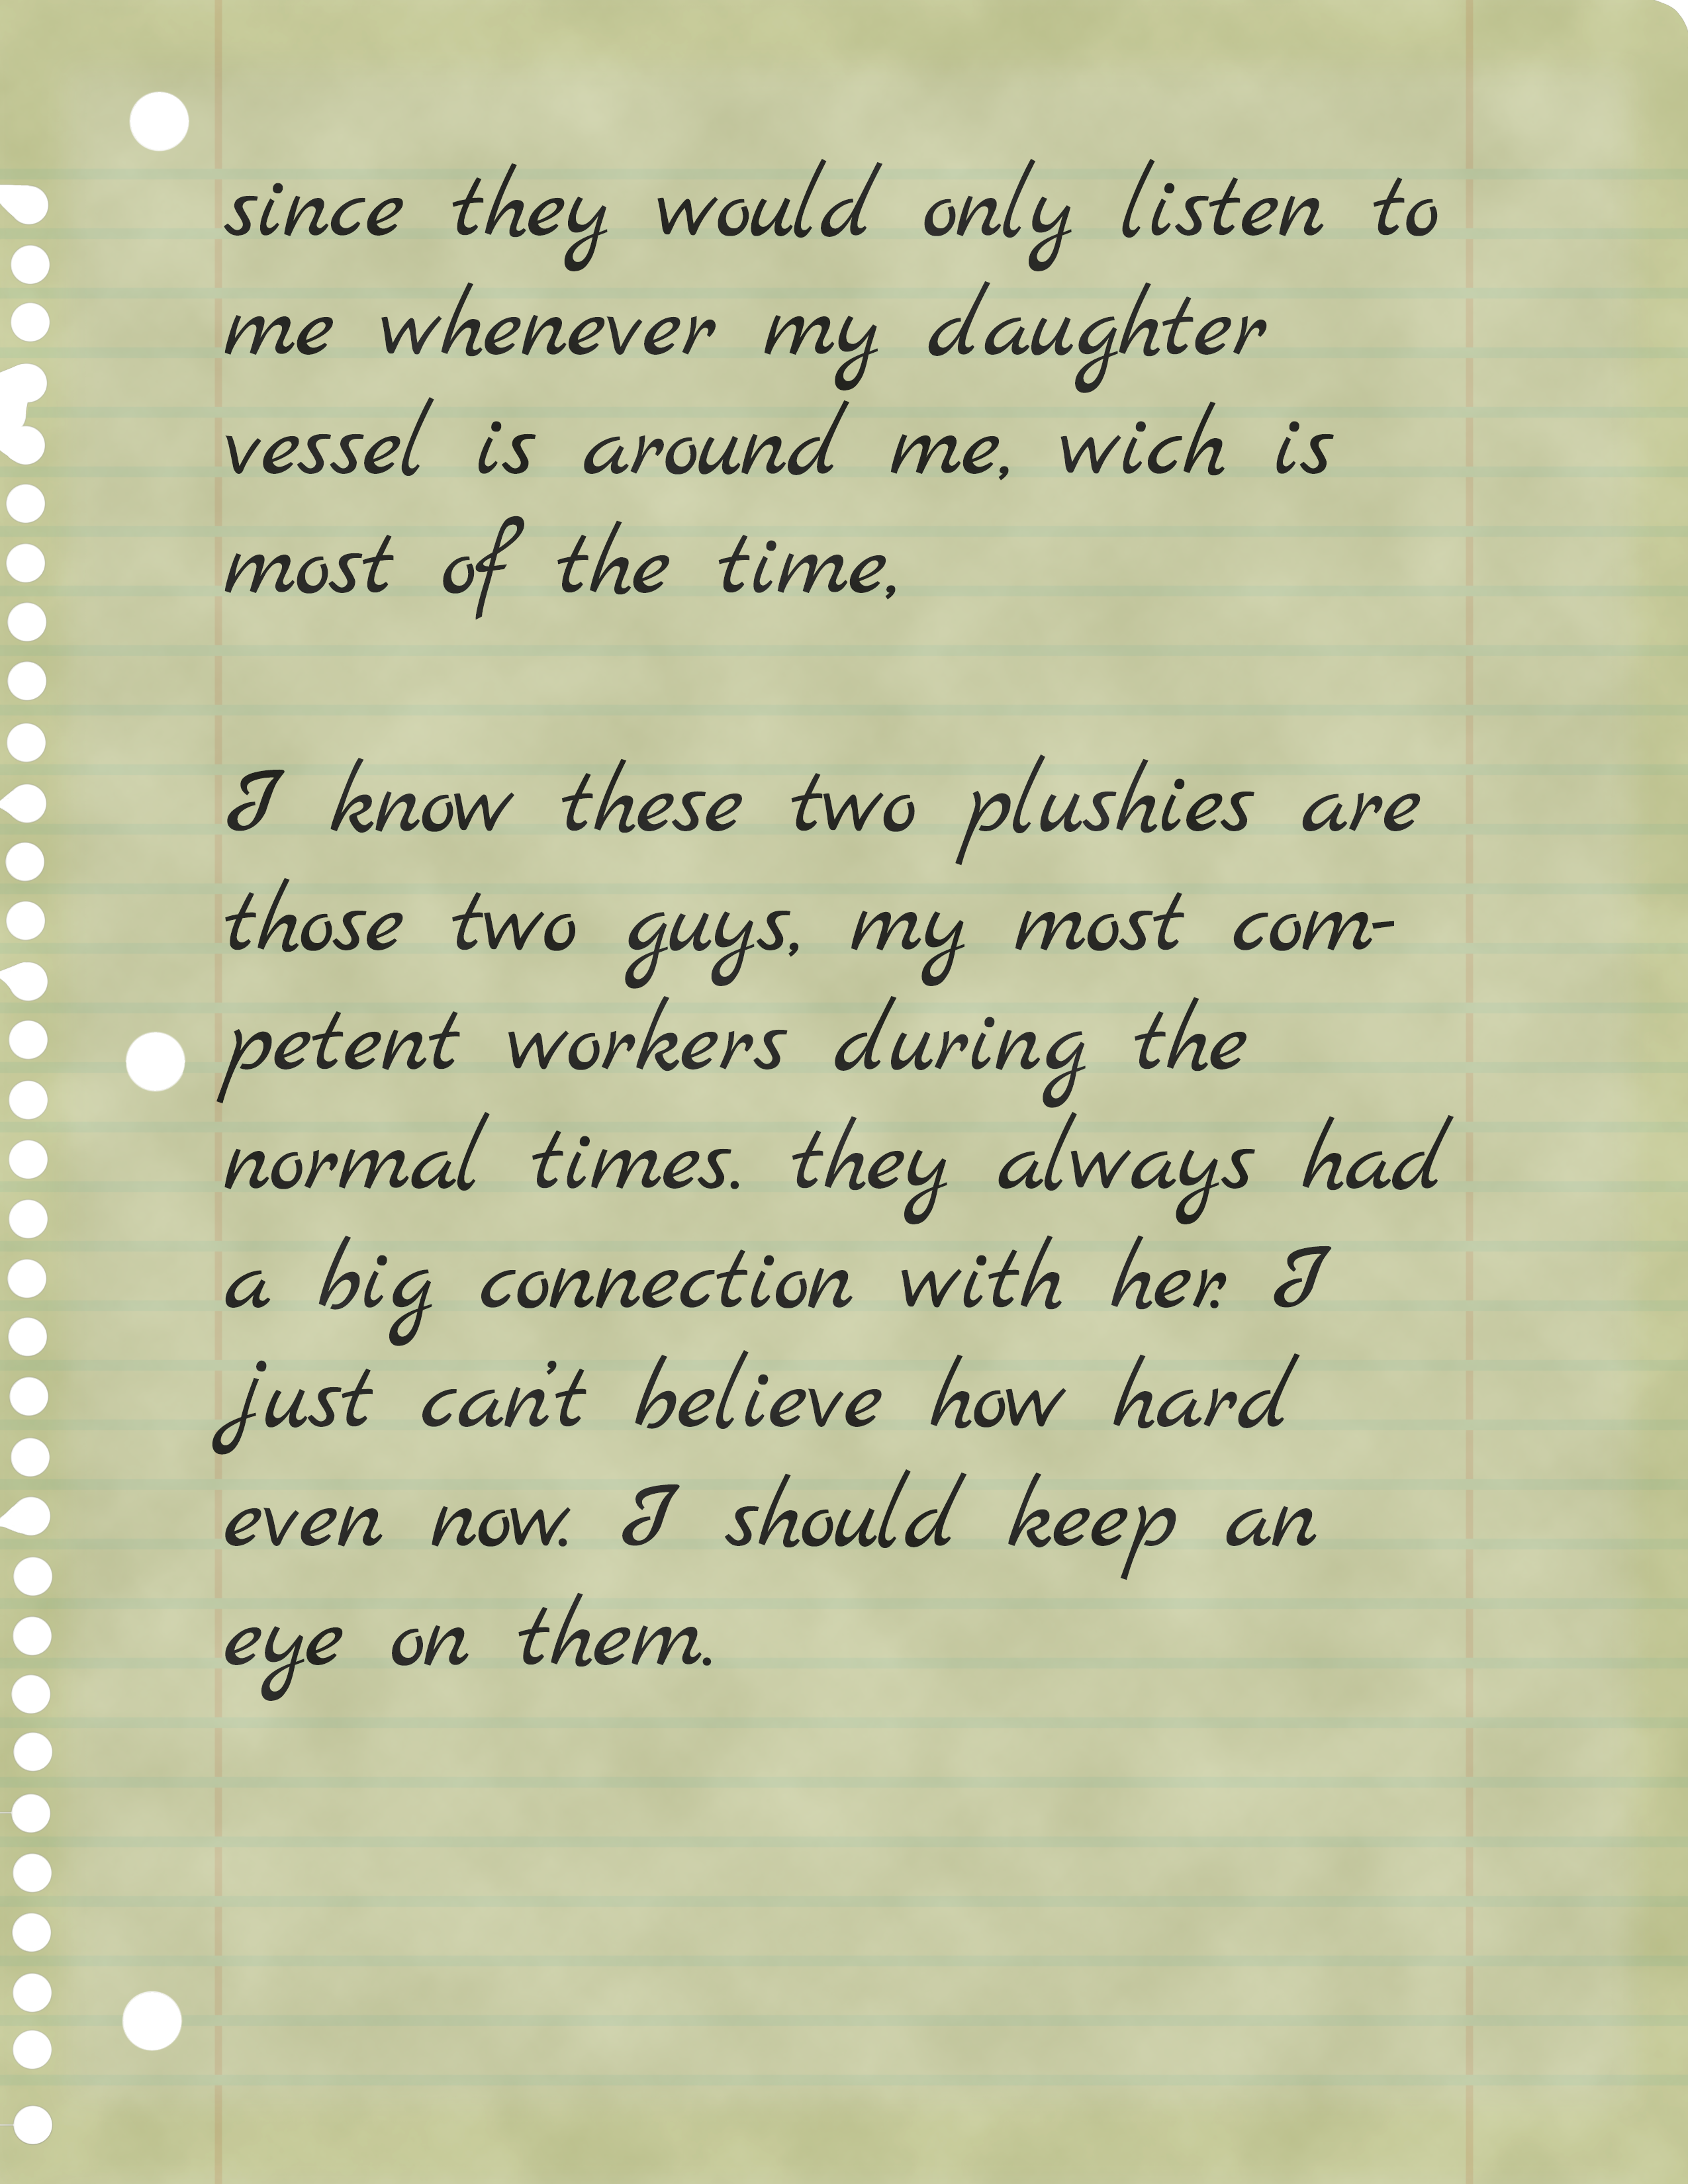 since they would only listen to
me whenever my daughter
vessel is around me, wich is
most of the time,
I know these two plushies are
those two guys, my most com-
petent workers during the
normal times. they always had
a big connection with her. I
just can't believe how hard
even now. I should keep an
eye on them.